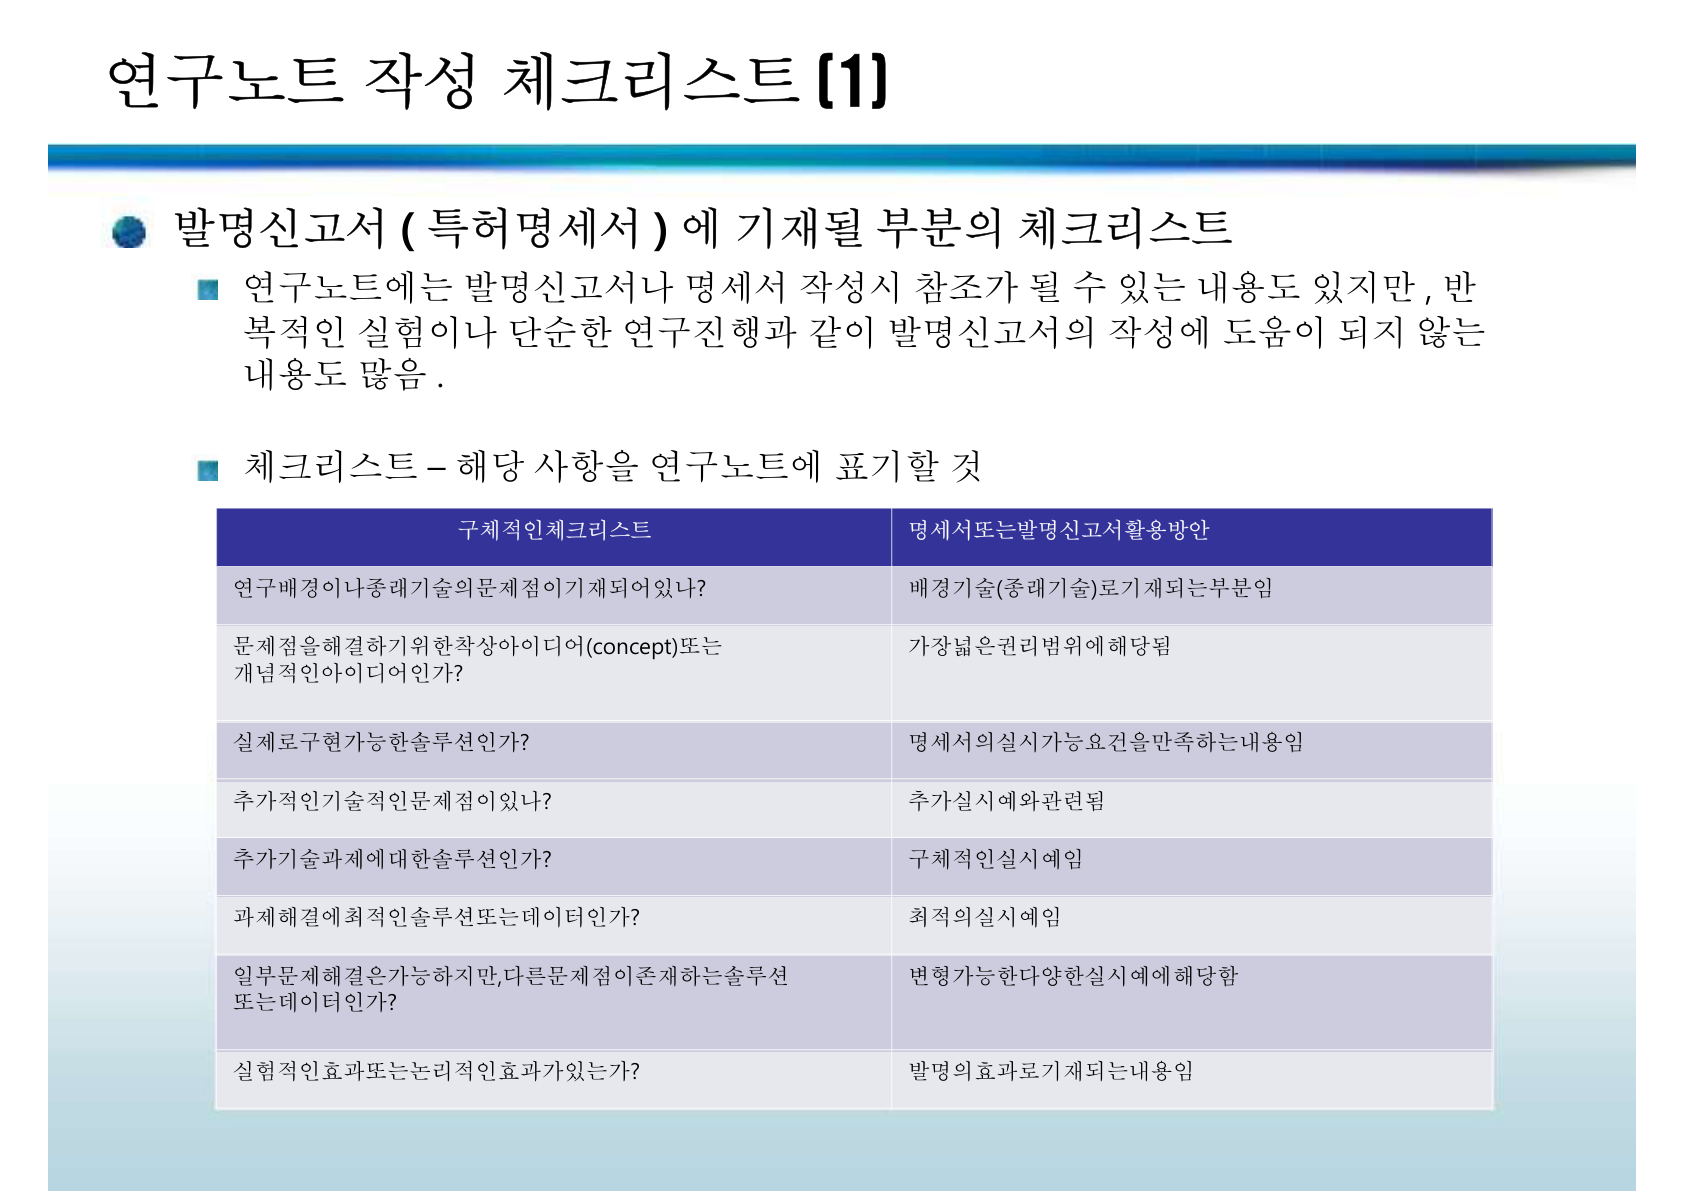 연구노트 작성 체크리스트 (1)
발명신고서 ( 특허명세서 ) 에 기재될 부분의 체크리스트
연구노트에는 발명신고서나 명세서 작성시 참조가 될 수 있는 내용도 있지만 , 반
복적인 실험이나 단순한 연구진행과 같이 발명신고서의 작성에 도움이 되지 않는
내용도 많음 .
체크리스트 – 해당 사항을 연구노트에 표기할 것
구체적인체크리스트 명세서또는발명신고서활용방안
연구배경이나종래기술의문제점이기재되어있나? 배경기술(종래기술)로기재되는부분임
문제점을해결하기위한착상아이디어(concept)또는 가장넓은권리범위에해당됨
개념적인아이디어인가?
실제로구현가능한솔루션인가? 명세서의실시가능요건을만족하는내용임
추가적인기술적인문제점이있나? 추가실시예와관련됨
추가기술과제에대한솔루션인가? 구체적인실시예임
과제해결에최적인솔루션또는데이터인가? 최적의실시예임
일부문제해결은가능하지만,다른문제점이존재하는솔루션 변형가능한다양한실시예에해당함
또는데이터인가?
실험적인효과또는논리적인효과가있는가? 발명의효과로기재되는내용임